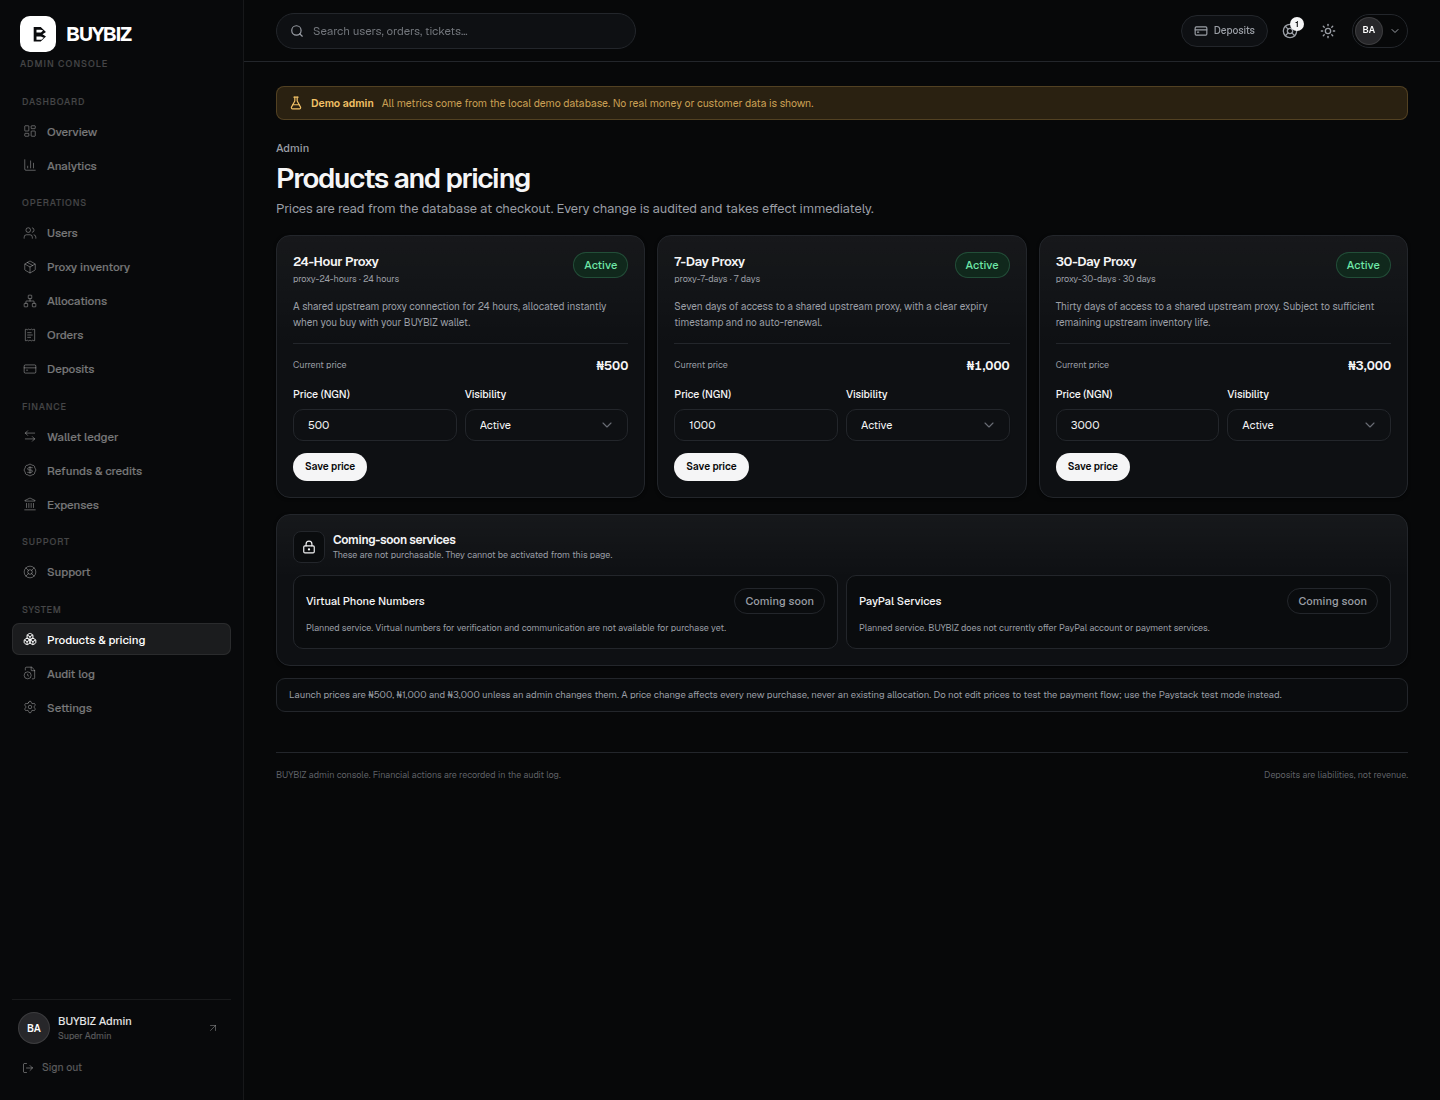 BUYBIZ
ADMIN CONSOLE
DASHBOARD
Overview
Analytics
OPERATIONS
Users
Proxy inventory
Allocations
Orders
Deposits
FINANCE
Wallet ledger
Refunds & credits
Expenses
SUPPORT
Support
SYSTEM
Products & pricing
Audit log
Settings
BA
BUYBIZ Admin
Super Admin
Sign out
Search users, orders, tickets...
Deposits
1
BA
Demo admin All metrics come from the local demo database. No real money or customer data is shown.
Admin
Products and pricing
Prices are read from the database at checkout. Every change is audited and takes effect immediately.
24-Hour Proxy
Active
proxy-24-hours · 24 hours
A shared upstream proxy connection for 24 hours, allocated instantly
when you buy with your BUYBIZ wallet.
Current price
₦500
Price (NGN)
Visibility
500
Active
Save price
7-Day Proxy
Active
proxy-7-days · 7 days
Seven days of access to a shared upstream proxy, with a clear expiry
timestamp and no auto-renewal.
Current price
₦1,000
Price (NGN)
Visibility
1000
Active
Save price
30-Day Proxy
Active
proxy-30-days · 30 days
Thirty days of access to a shared upstream proxy. Subject to sufficient
remaining upstream inventory life.
Current price
₦3,000
Price (NGN)
Visibility
3000
Active
Save price
Coming-soon services
These are not purchasable. They cannot be activated from this page.
Virtual Phone Numbers
Coming soon
Planned service. Virtual numbers for verification and communication are not available for purchase yet.
PayPal Services
Coming soon
Planned service. BUYBIZ does not currently offer PayPal account or payment services.
Launch prices are ₦500, ₦1,000 and ₦3,000 unless an admin changes them. A price change affects every new purchase, never an existing allocation. Do not edit prices to test the payment flow; use the Paystack test mode instead.
BUYBIZ admin console. Financial actions are recorded in the audit log.
Deposits are liabilities, not revenue.